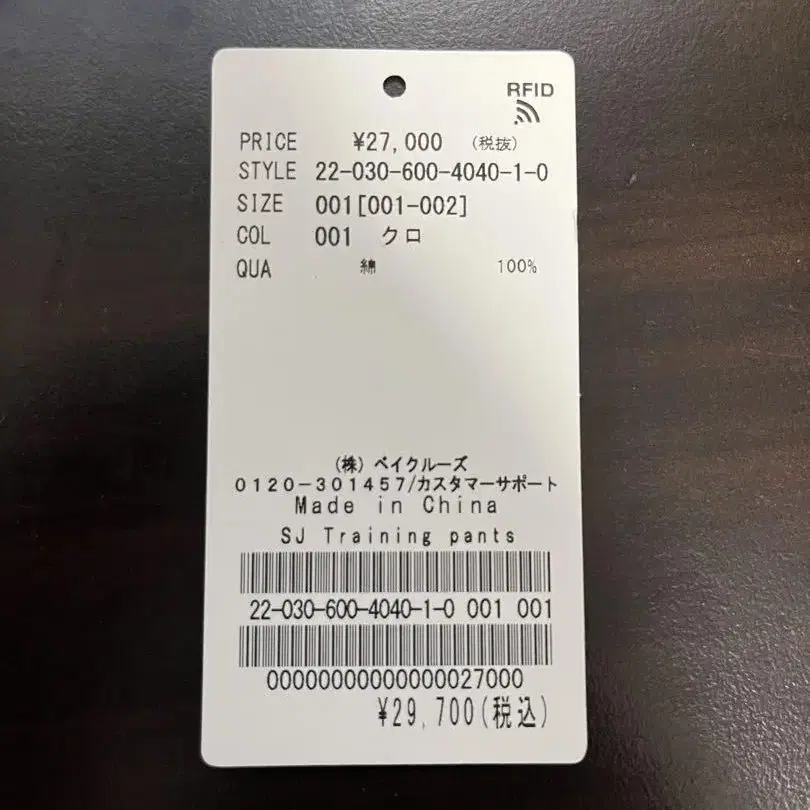 RFID
PRICE ¥27,000 (税抜)
STYLE 22-030-600-4040-1-0
SIZE 001[001-002]
COL 001 クロ
QUA 綿 100%
(株) ベイクルーズ
0120-301457/カスタマーサポート
Made in China
SJ Training pants
22-030-600-4040-1-0 001 001
00000000000000027000
¥29,700(税込)